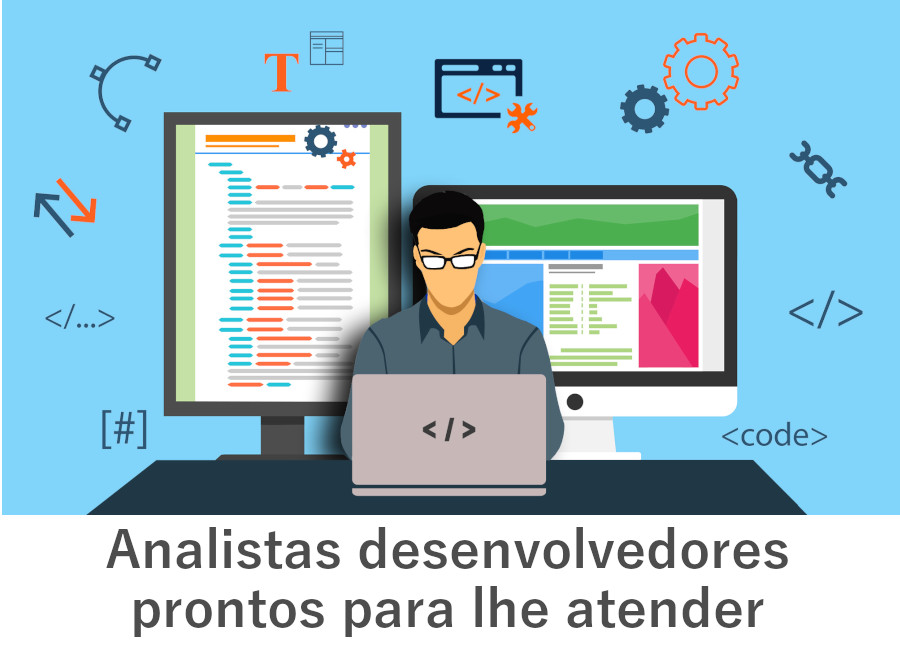 T
</>
</...>
</>
[#]
</>
<code>
Analistas desenvolvedores
prontos para lhe atender